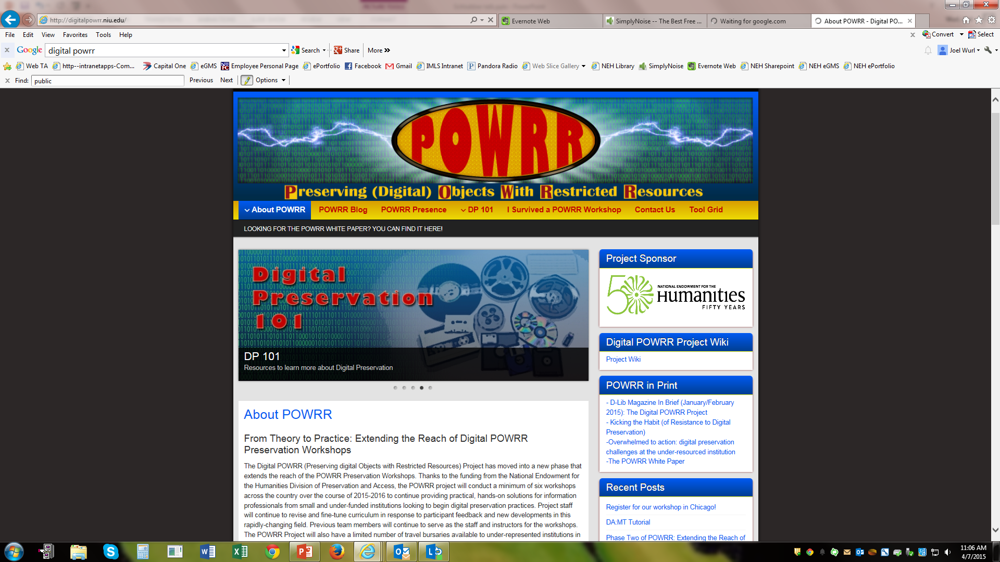 http://digitalpowrr.niu.edu/
Evernote Web
SimplyNoise -- The Best Free ...
Waiting for google.com
About POWRR - Digital PO...
File Edit View Favorites Tools Help
Convert Select
Google digital powrr Search Share More
Joel Wurl
Web TA http--intranetapps-Com... Capital One eGMS Employee Personal Page ePortfolio Facebook Gmail IMLS Intranet Pandora Radio Web Slice Gallery NEH Library SimplyNoise Evernote Web NEH Sharepoint NEH eGMS NEH ePortfolio
Find: public Previous Next Options
POWRR
Preserving (Digital) Objects With Restricted Resources
About POWRR POWRR Blog POWRR Presence DP 101 I Survived a POWRR Workshop Contact Us Tool Grid
LOOKING FOR THE POWRR WHITE PAPER? YOU CAN FIND IT HERE!
Digital
Preservation
101
DP 101
Resources to learn more about Digital Preservation
About POWRR
From Theory to Practice: Extending the Reach of Digital POWRR
Preservation Workshops
The Digital POWRR (Preserving digital Objects with Restricted Resources) Project has moved into a new phase that
extends the reach of the POWRR Preservation Workshops. Thanks to the funding from the National Endowment for
the Humanities Division of Preservation and Access, the POWRR project will conduct a minimum of six workshops
across the country over the course of 2015-2016 to continue providing practical, hands-on solutions for information
professionals from small and under-funded institutions looking to begin digital preservation practices. Project staff
will continue to revise and fine-tune curriculum in response to participant feedback and new developments in this
rapidly-changing field. Previous team members will continue to serve as the staff and instructors for the workshops.
The POWRR Project will also have a limited number of travel bursaries available to under-represented institutions in
Project Sponsor
50
NATIONAL ENDOWMENT FOR THE
Humanities
FIFTY YEARS
Digital POWRR Project Wiki
Project Wiki
POWRR in Print
- D-Lib Magazine In Brief (January/February
2015): The Digital POWRR Project
- Kicking the Habit (of Resistance to Digital
Preservation)
-Overwhelmed to action: digital preservation
challenges at the under-resourced institution
-The POWRR White Paper
Recent Posts
Register for our workshop in Chicago!
DA:MT Tutorial
Phase Two of POWRR: Extending the Reach of
11:06 AM
4/7/2015